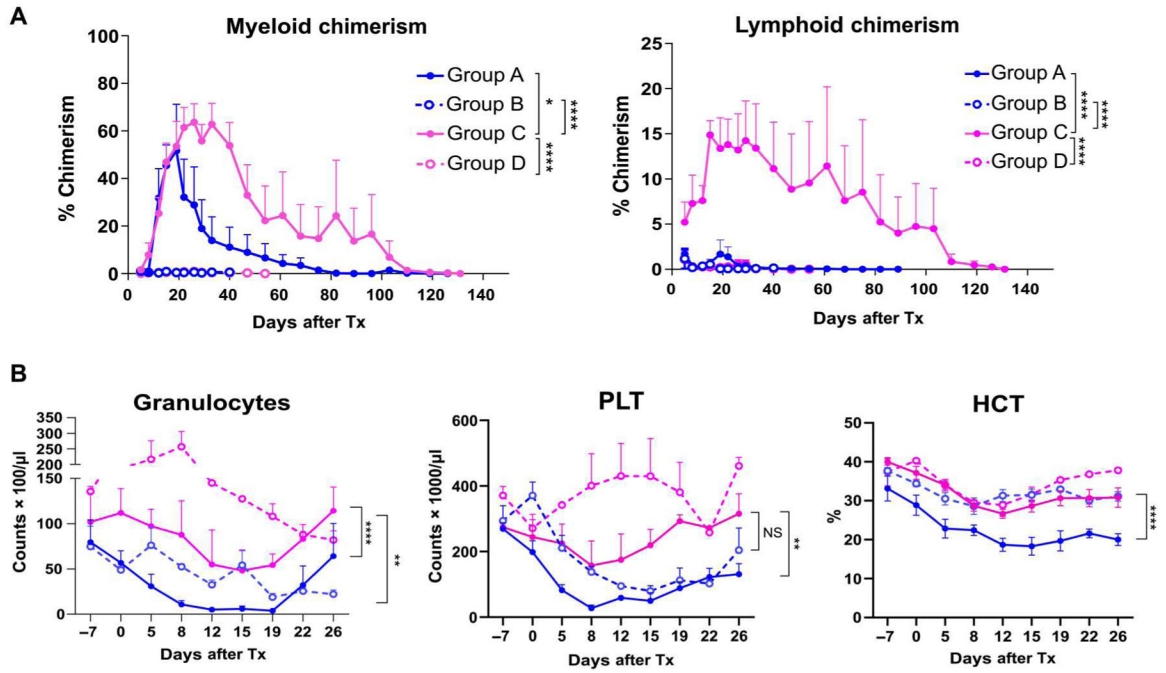 A
Myeloid chimerism
% Chimerism
100
80
60
40
20
0
0 20 40 60 80 100 120 140
Days after Tx
Group A
Group B
Group C
Group D
*
****
****
Lymphoid chimerism
% Chimerism
25
20
15
10
5
0
0 20 40 60 80 100 120 140
Days after Tx
Group A
Group B
Group C
Group D
****
****
****
B
Granulocytes
Counts × 100/µl
350
300
250
200
150
100
50
0
–7 0 5 8 12 15 19 22 26
Days after Tx
****
**
PLT
Counts × 1000/µl
600
400
200
0
–7 0 5 8 12 15 19 22 26
Days after Tx
NS
**
HCT
%
50
40
30
20
10
0
–7 0 5 8 12 15 19 22 26
Days after Tx
****